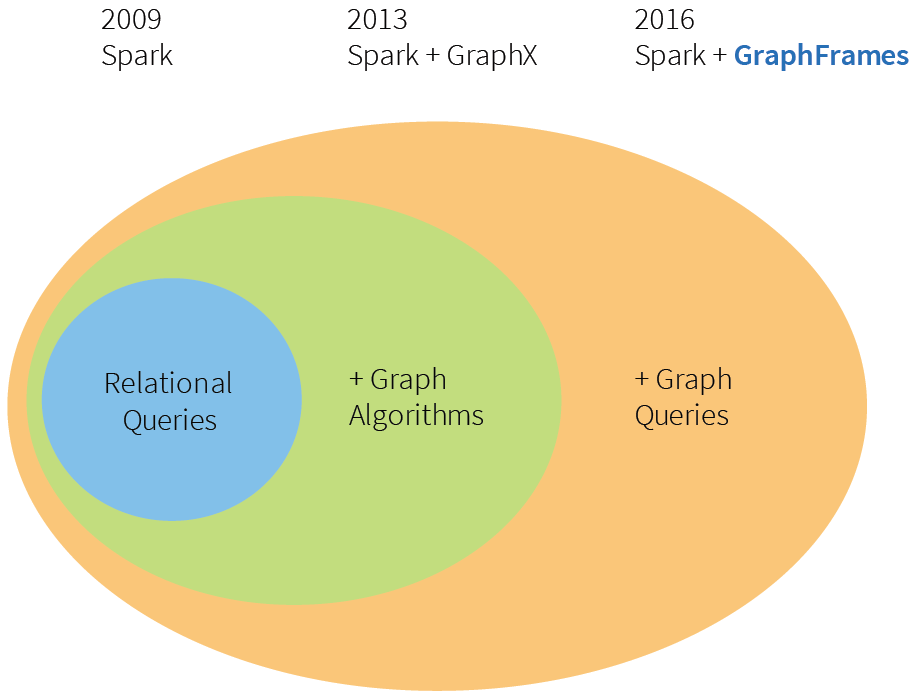 2009
Spark
2013
Spark + GraphX
2016
Spark + GraphFrames
Relational
Queries
+ Graph
Algorithms
+ Graph
Queries